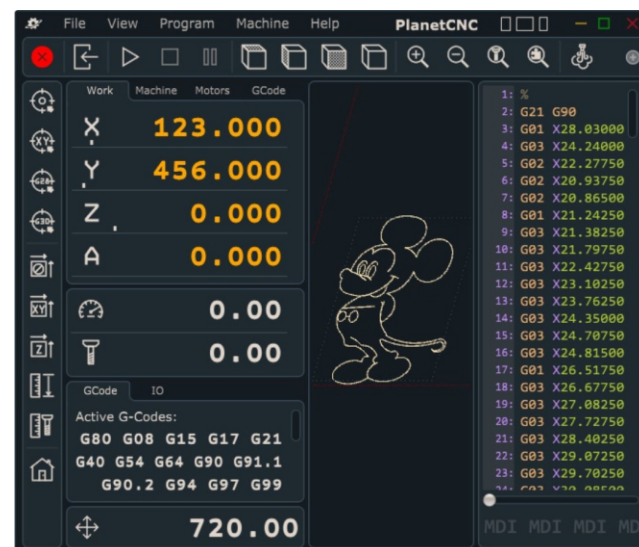 File View Program Machine Help PlanetCNC
Work Machine Motors GCode
X 123.000
Y 456.000
Z 0.000
A 0.000
0.00
T 0.00
GCode IO
Active G-Codes:
G80 G08 G15 G17 G21
G40 G54 G64 G90 G91.1
G90.2 G94 G97 G99
720.00
XY
G28
G30
XY
Z
1: %
2: G21 G90
3: G01 X28.03000
4: G03 X24.24000
5: G02 X22.27750
6: G02 X20.93750
7: G02 X20.86500
8: G01 X21.24250
9: G03 X21.38250
10: G03 X21.79750
11: G03 X22.42750
12: G03 X23.10250
13: G03 X23.76250
14: G03 X24.35000
15: G03 X24.70750
16: G03 X24.81500
17: G01 X26.51750
18: G03 X26.67750
19: G03 X27.08250
20: G03 X27.72750
21: G03 X28.40250
22: G03 X29.07250
23: G03 X29.70250
MDI MDI MDI MD